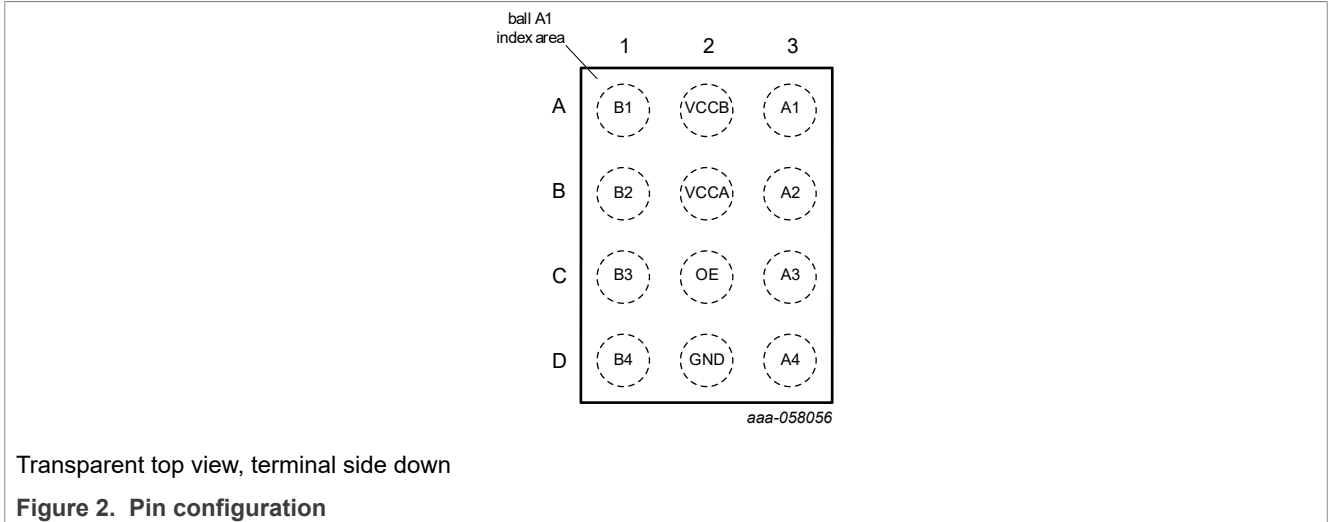 ball A1
index area
1 2 3
A B1 VCCB A1
B B2 VCCA A2
C B3 OE A3
D B4 GND A4
aaa-058056
Transparent top view, terminal side down
Figure 2. Pin configuration